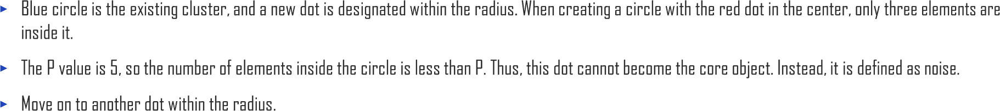 ► Blue circle is the existing cluster, and a new dot is designated within the radius. When creating a circle with the red dot in the center, only three elements are
inside it.
► The P value is 5, so the number of elements inside the circle is less than P. Thus, this dot cannot become the core object. Instead, it is defined as noise.
► Move on to another dot within the radius.